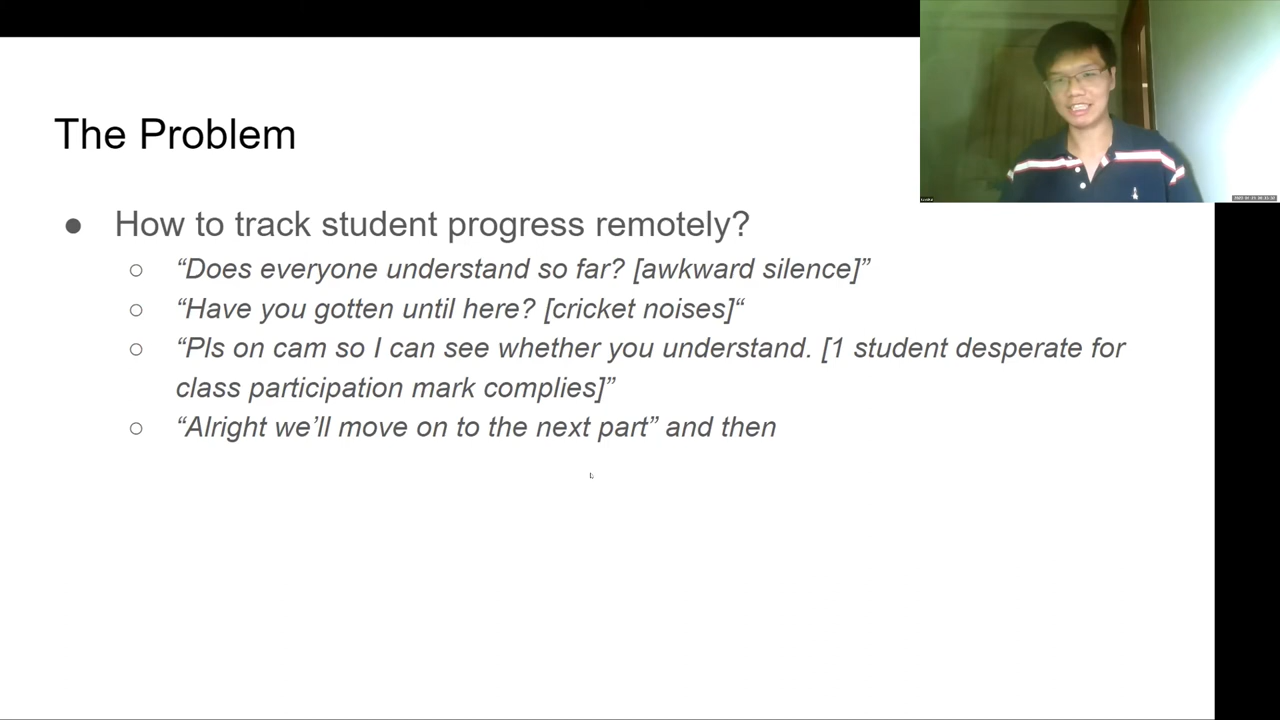 The Problem
● How to track student progress remotely?
○ “Does everyone understand so far? [awkward silence]”
○ “Have you gotten until here? [cricket noises]“
○ “Pls on cam so I can see whether you understand. [1 student desperate for
class participation mark complies]”
○ “Alright we’ll move on to the next part” and then